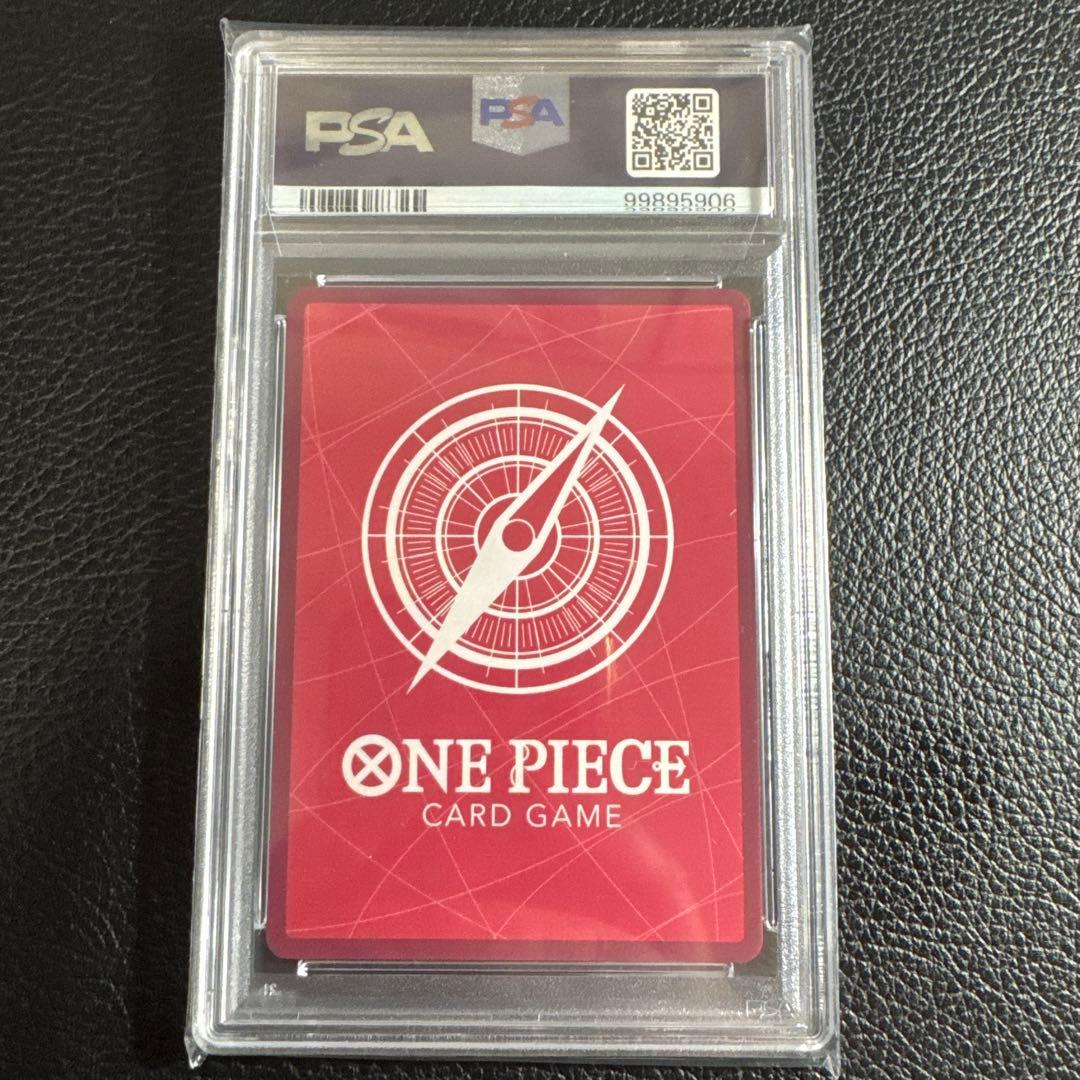 PSA
PSA
99895906
ONE PIECE
CARD GAME